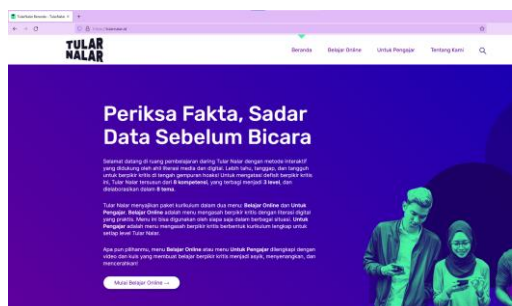 TularNalar Beranda - TularNalar
TULAR
NALAR
Beranda
Belajar Online
Untuk Pengajar
Tentang Kami
Periksa Fakta, Sadar
Data Sebelum Bicara
Selamat datang di ruang pembelajaran daring Tular Nalar dengan metode interaktif
yang didukung oleh ahli literasi media dan digital. Lebih tahu, tanggap, dan tangguh
untuk berpikir kritis di tengah gempuran hoaks! Untuk mengatasi defisit berpikir kritis
ini, Tular Nalar tersusun dari 8 kompetensi, yang terbagi menjadi 3 level, dan
dielaborasikan dalam 8 tema.
Tular Nalar menyajikan paket kurikulum dalam dua menu: Belajar Online dan Untuk
Pengajar. Belajar Online adalah menu mengasah berpikir kritis dengan literasi digital
yang praktis. Menu ini bisa digunakan oleh siapa saja dalam berbagai situasi. Untuk
Pengajar adalah menu mengasah berpikir kritis berbentuk kurikulum lengkap untuk
setiap level Tular Nalar.
Apa pun pilihanmu, menu Belajar Online atau menu Untuk Pengajar dilengkapi dengan
video dan kuis yang membuat belajar berpikir kritis menjadi asyik, menyenangkan, dan
mencerahkan!
Mulai Belajar Online →